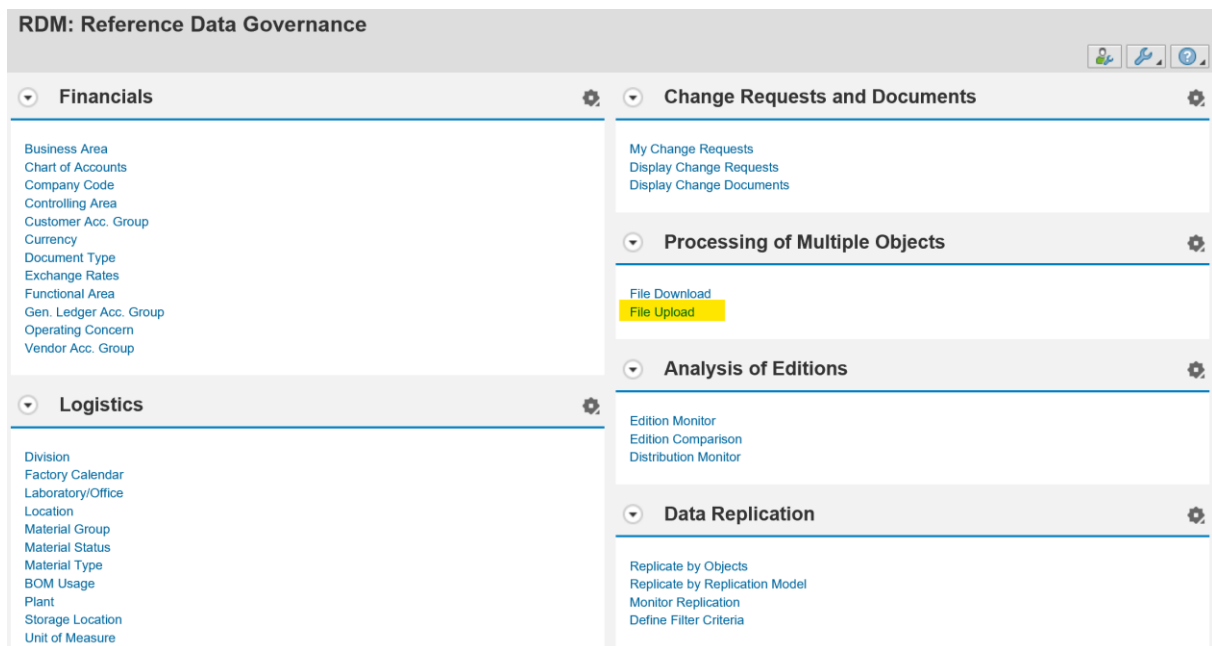 RDM: Reference Data Governance
Financials
Business Area
Chart of Accounts
Company Code
Controlling Area
Customer Acc. Group
Currency
Document Type
Exchange Rates
Functional Area
Gen. Ledger Acc. Group
Operating Concern
Vendor Acc. Group
Logistics
Division
Factory Calendar
Laboratory/Office
Location
Material Group
Material Status
Material Type
BOM Usage
Plant
Storage Location
Unit of Measure
Change Requests and Documents
My Change Requests
Display Change Requests
Display Change Documents
Processing of Multiple Objects
File Download
File Upload
Analysis of Editions
Edition Monitor
Edition Comparison
Distribution Monitor
Data Replication
Replicate by Objects
Replicate by Replication Model
Monitor Replication
Define Filter Criteria